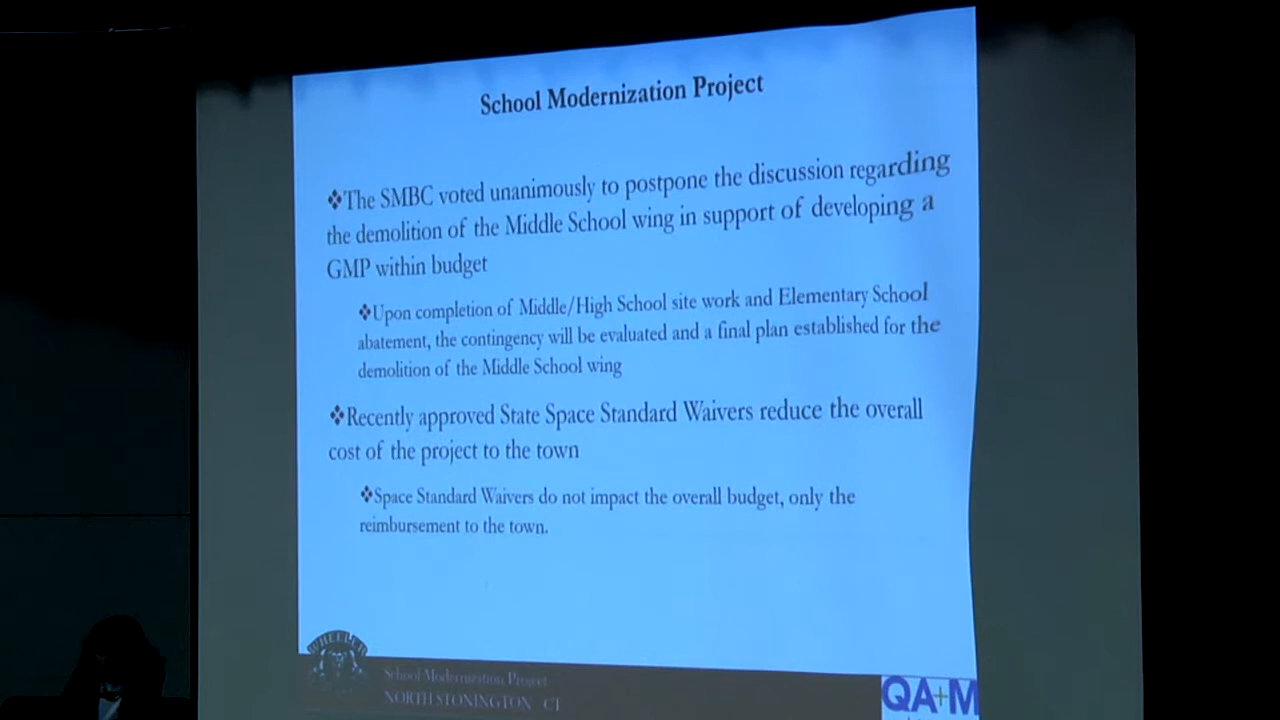 School Modernization Project
❖The SMBC voted unanimously to postpone the discussion regarding
the demolition of the Middle School wing in support of developing a
GMP within budget
❖Upon completion of Middle/High School site work and Elementary School
abatement, the contingency will be evaluated and a final plan established for the
demolition of the Middle School wing
❖Recently approved State Space Standard Waivers reduce the overall
cost of the project to the town
❖Space Standard Waivers do not impact the overall budget, only the
reimbursement to the town.
WHEELER
School Modernization Project
NORTH STONINGTON CT
QA+M